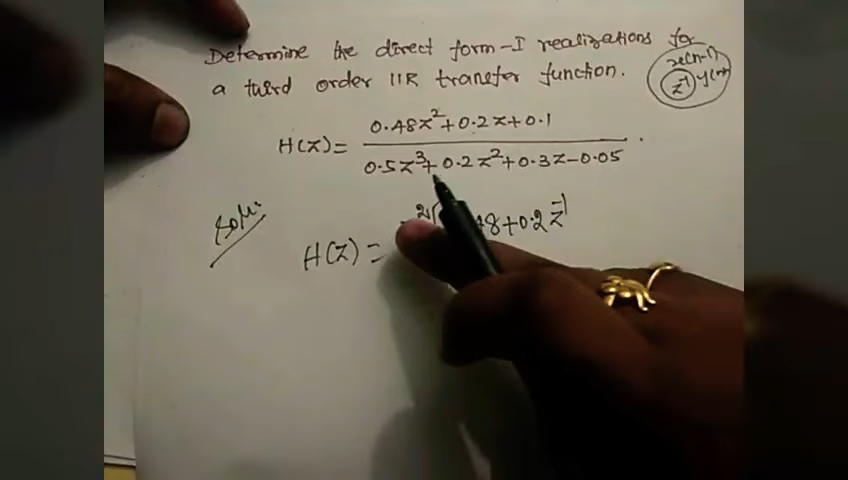 Determine the direct form-I realizations for
a third order IIR transfer function.
x(n-1)
z⁻¹ y(n)
H(z)= 0.48z²+0.2z+0.1
0.5z³+0.2z²+0.3z-0.05
Soln:
H(z) = 48+0.2z⁻¹